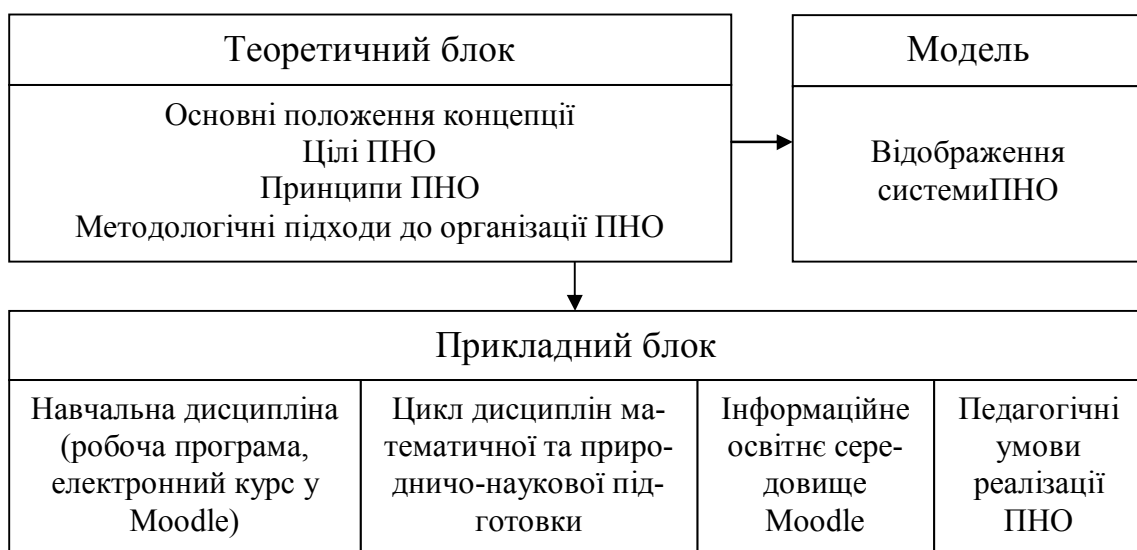 Теоретичний блок
Основні положення концепції
Цілі ПНО
Принципи ПНО
Методологічні підходи до організації ПНО
Модель
Відображення
системиПНО
Прикладний блок
Навчальна дисципліна
(робоча програма,
електронний курс у
Moodle)
Цикл дисциплін ма-
тематичної та приро-
дничо-наукової під-
готовки
Інформаційне
освітнє сере-
довище
Moodle
Педагогічні
умови
реалізації
ПНО